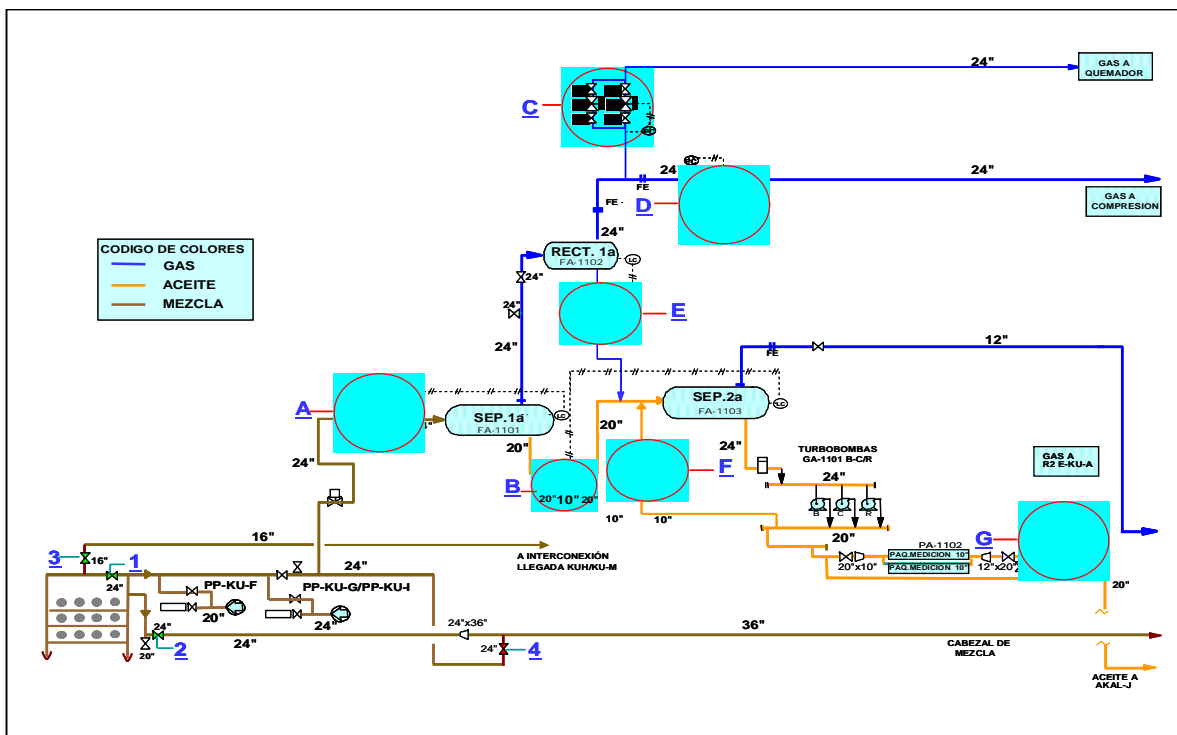 24"
GAS A
QUEMADOR
C
24
24"
FE
GAS A
COMPRESION
D
FE -
24"
RECT. 1a
FA-1102
LC
24"
24"
24"
E
CODIGO DE COLORES
GAS
ACEITE
MEZCLA
12"
FE
A
SEP.1a
FA-1101
LC
SEP.2a
FA-1103
LC
20"
20"
24"
TURBOBOMBAS
GA-1101 B-C/R
24"
GAS A
R2 E-KU-A
F
B
20"
10"
20"
24"
B
C
R
10"
10"
20"
G
PA-1102
PAQ.MEDICION 10"
PAQ.MEDICION 10"
20"x10"
12"x20"
20"
16"
A INTERCONEXIÓN
LLEGADA KUH/KU-M
3
16"
1
24"
24"
PP-KU-F
PP-KU-G/PP-KU-I
20"
24"
24"
20"
2
24"
24"x36"
36"
24"
4
CABEZAL DE
MEZCLA
ACEITE A
AKAL-J